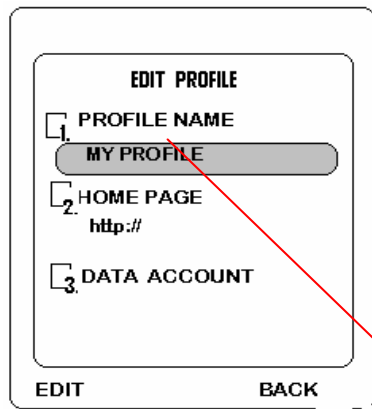 EDIT PROFILE
1. PROFILE NAME
MY PROFILE
2. HOME PAGE
http://
3. DATA ACCOUNT
EDIT BACK